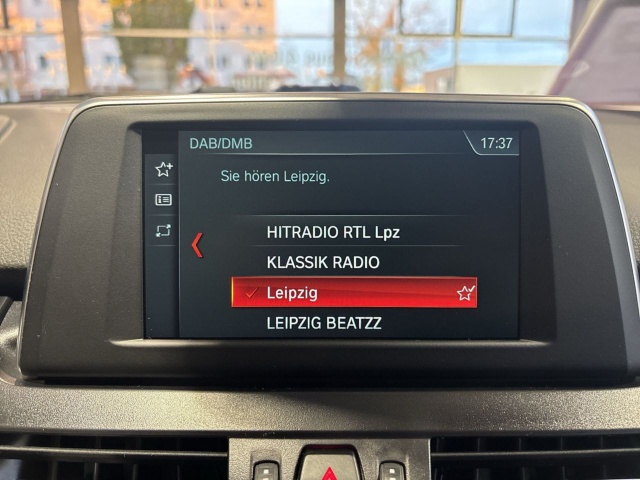 DAB/DMB 17:37
Sie hören Leipzig.
HITRADIO RTL Lpz
KLASSIK RADIO
Leipzig
LEIPZIG BEATZZ